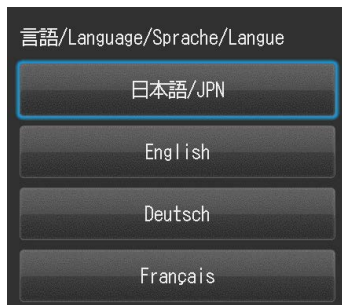 言語/Language/Sprache/Langue
日本語/JPN
English
Deutsch
Français